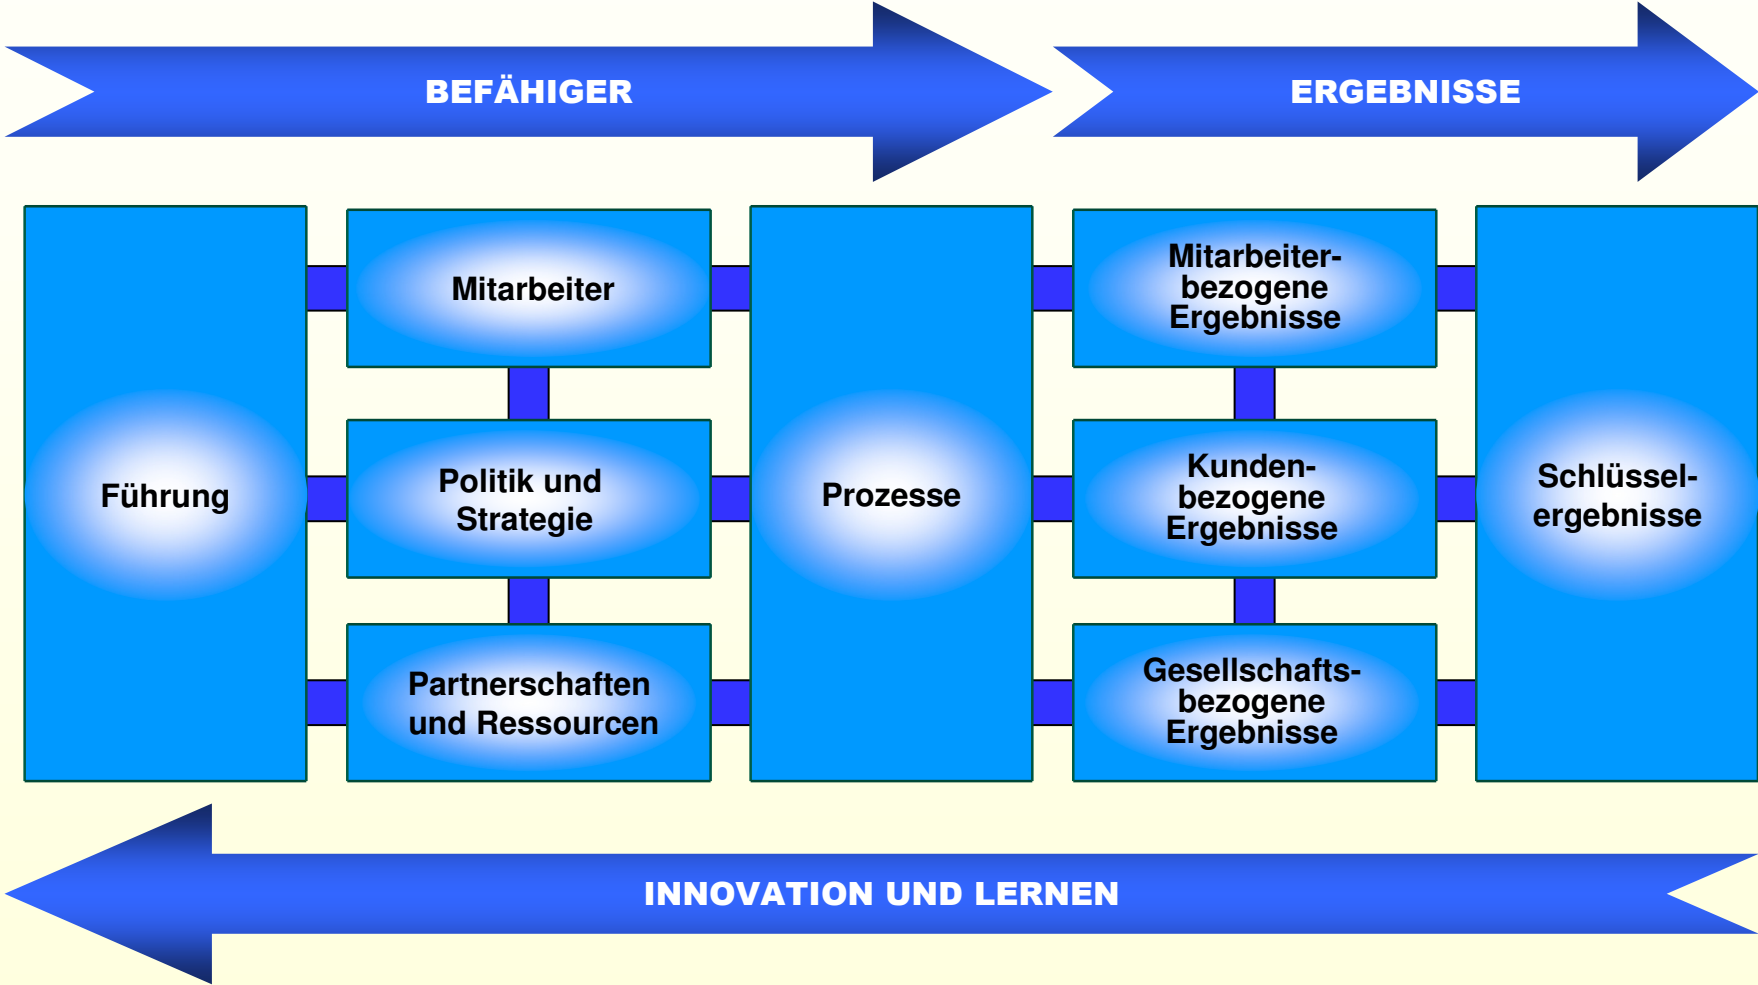 BEFÄHIGER
ERGEBNISSE
Führung
Mitarbeiter
Politik und
Strategie
Partnerschaften
und Ressourcen
Prozesse
Mitarbeiter-
bezogene
Ergebnisse
Kunden-
bezogene
Ergebnisse
Gesellschafts-
bezogene
Ergebnisse
Schlüssel-
ergebnisse
INNOVATION UND LERNEN